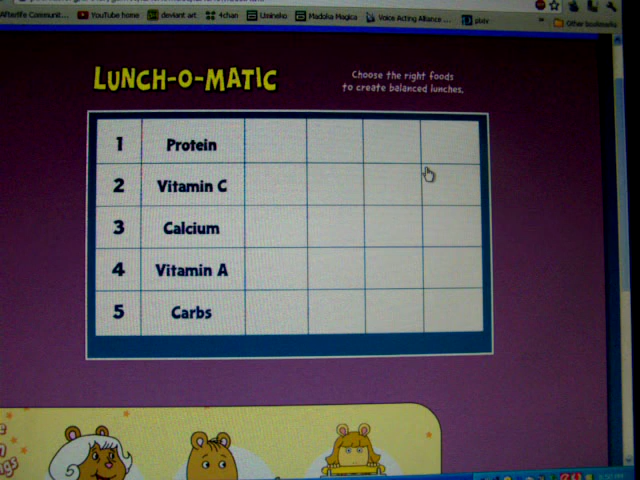 Afterlife Communit... YouTube home deviant art 4chan Umineko Madoka Magica Voice Acting Alliance ... pixiv »
Other bookmarks
LUNCH-O-MATIC
Choose the right foods
to create balanced lunches.
1 Protein
2 Vitamin C
3 Calcium
4 Vitamin A
5 Carbs